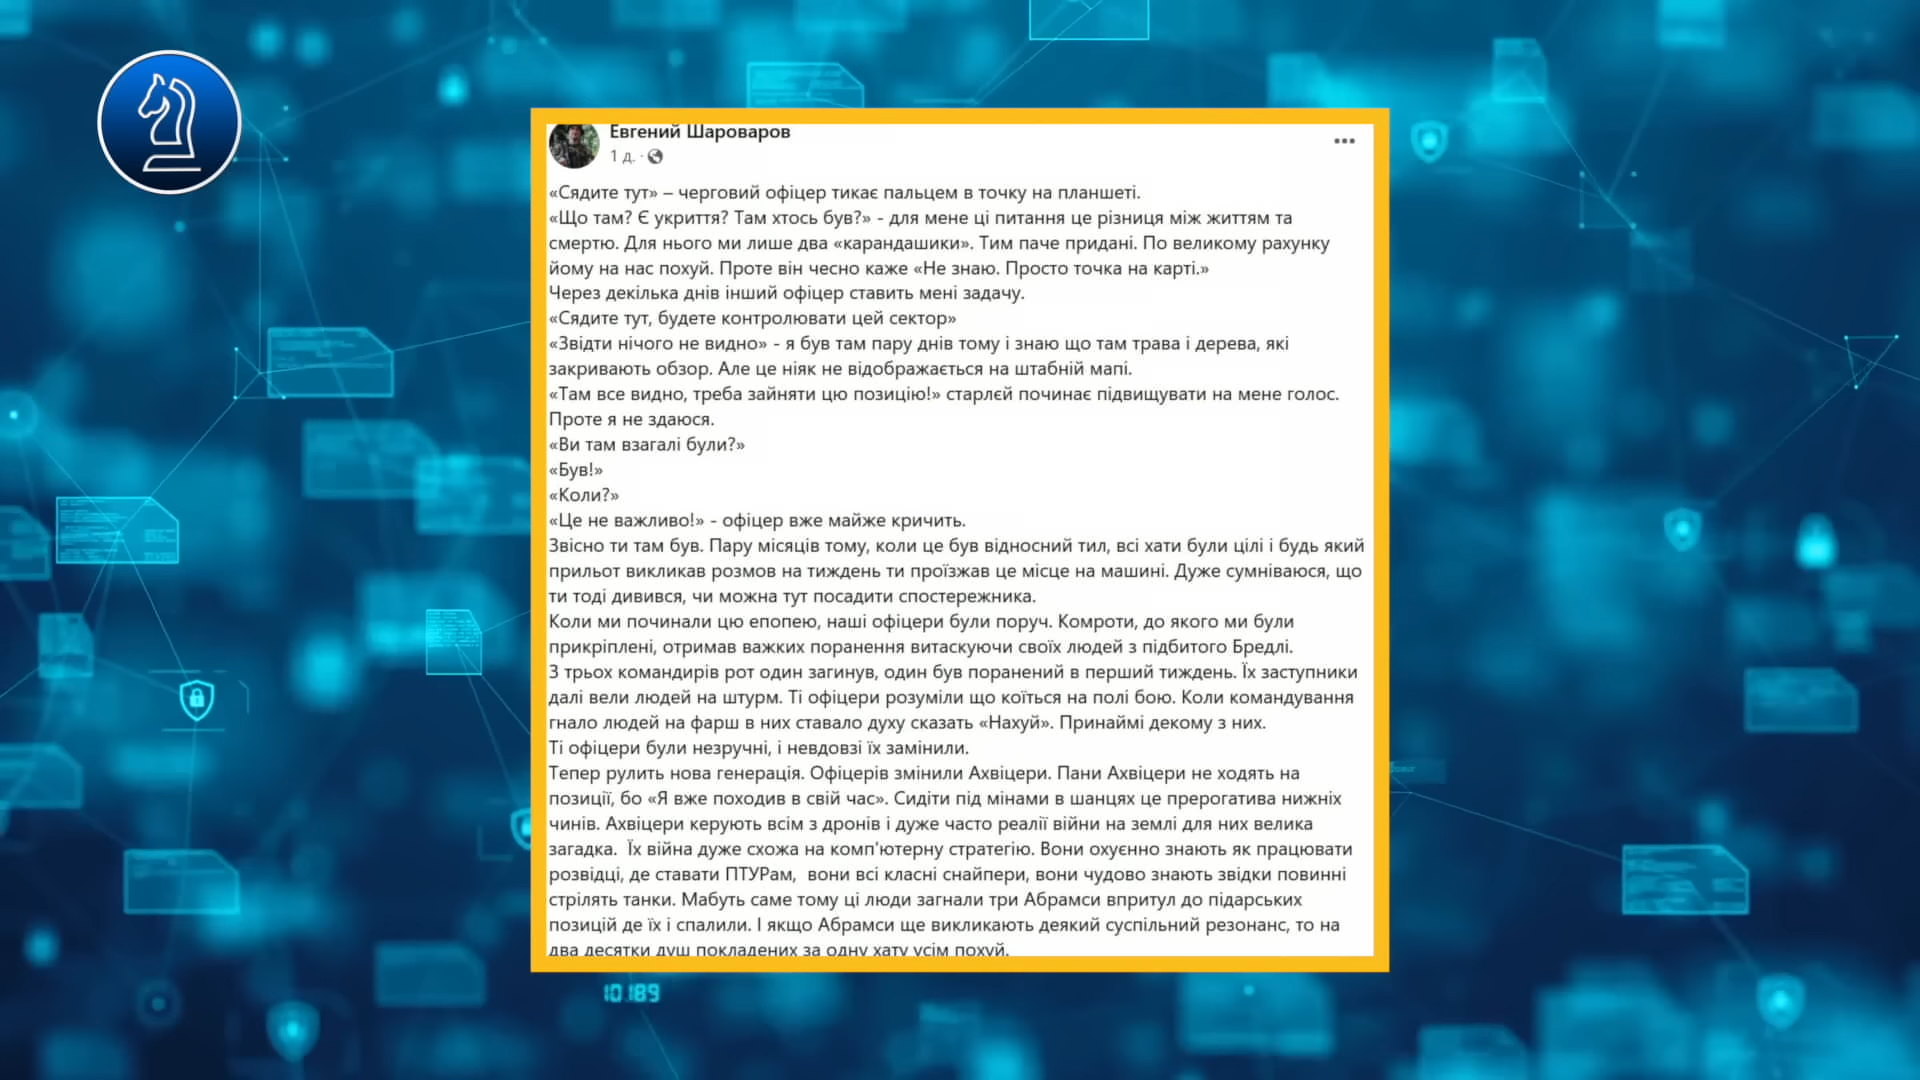 Евгений Шароваров
1 д. ·
«Сядите тут» – черговий офіцер тикає пальцем в точку на планшеті.
«Що там? Є укриття? Там хтось був?» - для мене ці питання це різниця між життям та
смертю. Для нього ми лише два «карандашики». Тим паче придані. По великому рахунку
йому на нас похуй. Проте він чесно каже «Не знаю. Просто точка на карті.»
Через декілька днів інший офіцер ставить мені задачу.
«Сядите тут, будете контролювати цей сектор»
«Звідти нічого не видно» - я був там пару днів тому і знаю що там трава і дерева, які
закривають обзор. Але це ніяк не відображається на штабній мапі.
«Там все видно, треба зайняти цю позицію!» старлєй починає підвищувати на мене голос.
Проте я не здаюся.
«Ви там взагалі були?»
«Був!»
«Коли?»
«Це не важливо!» - офіцер вже майже кричить.
Звісно ти там був. Пару місяців тому, коли це був відносний тил, всі хати були цілі і будь який
прильот викликав розмов на тиждень ти проїзжав це місце на машині. Дуже сумніваюся, що
ти тоді дивився, чи можна тут посадити спостережника.
Коли ми починали цю епопею, наші офіцери були поруч. Комроти, до якого ми були
прикріплені, отримав важких поранення витаскуючи своїх людей з підбитого Бредлі.
З трьох командирів рот один загинув, один був поранений в перший тиждень. Їх заступники
далі вели людей на штурм. Ті офіцери розуміли що коїться на полі бою. Коли командування
гнало людей на фарш в них ставало духу сказать «Нахуй». Принаймі декому з них.
Ті офіцери були незручні, і невдовзі їх замінили.
Тепер рулить нова генерація. Офіцерів змінили Ахвіцери. Пани Ахвіцери не ходять на
позиції, бо «Я вже походив в свій час». Сидіти під мінами в шанцях це прерогатива нижніх
чинів. Ахвіцери керують всім з дронів і дуже часто реалії війни на землі для них велика
загадка. Їх війна дуже схожа на комп'ютерну стратегію. Вони охуєнно знають як працювати
розвідці, де ставати ПТУРам, вони всі класні снайпери, вони чудово знають звідки повинні
стрілять танки. Мабуть саме тому ці люди загнали три Абрамси впритул до підарських
позицій де їх і спалили. І якщо Абрамси ще викликають деякий суспільний резонанс, то на
два десятки душ покладених за одну хату усім похуй.
10.189